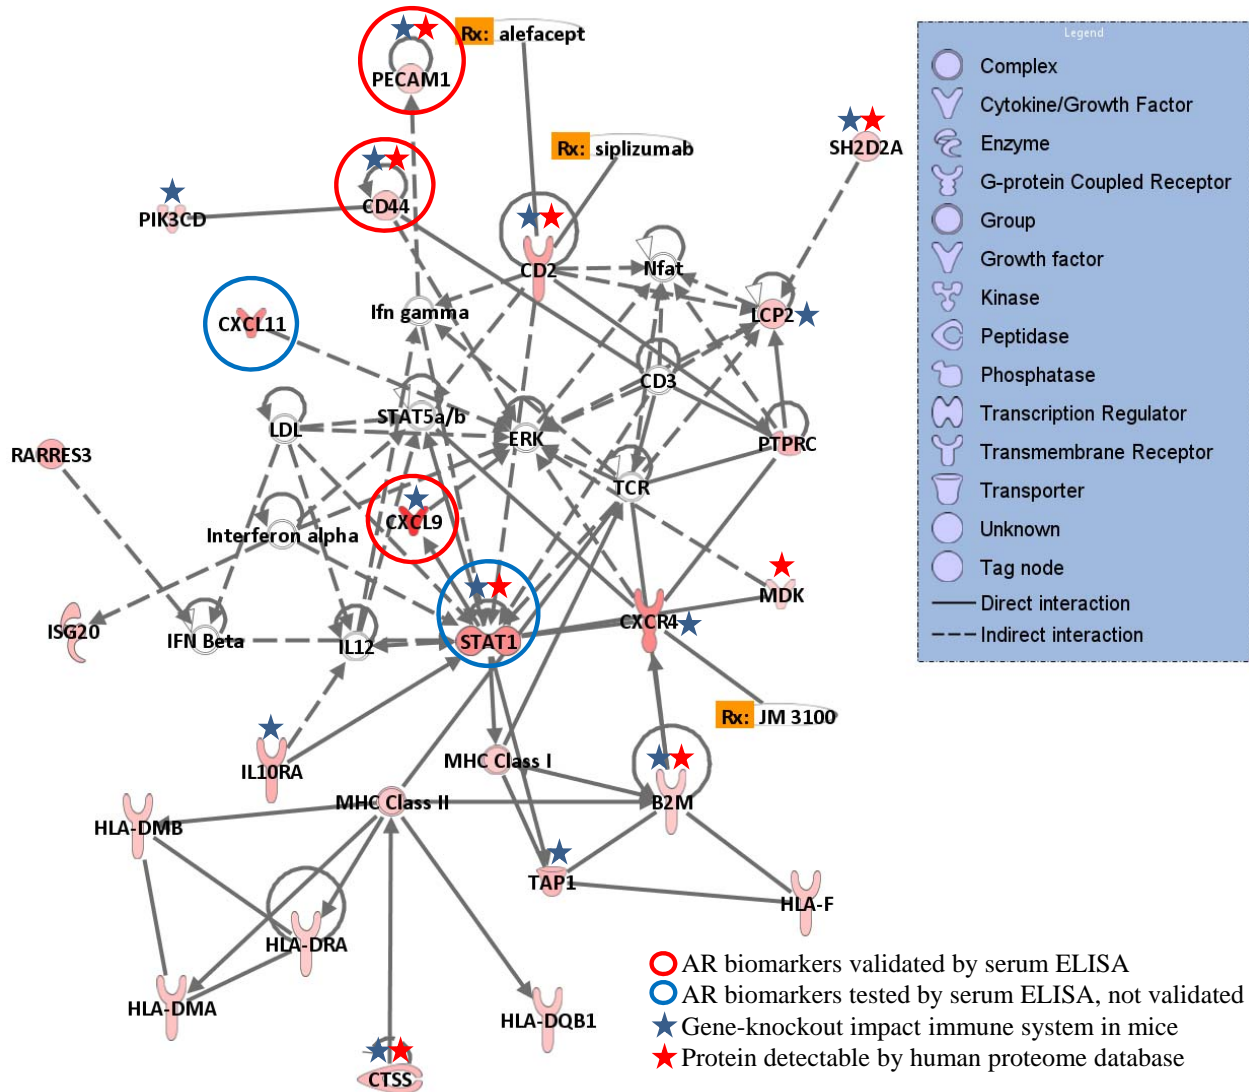 Rx: alefacept
PECAM1
Rx: siplizumab
SH2D2A
CD44
PIK3CD
CD2
Nfat
Ifn gamma
LCP2
CXCL11
CD3
STAT5a/b
LDL
ERK
PTPRC
RARRES3
TCR
CXCL9
Interferon alpha
MDK
CXCR4
ISG20
IFN Beta
IL12
STAT1
Rx: JM 3100
MHC Class I
IL10RA
MHC Class II
B2M
HLA-DMB
TAP1
HLA-F
HLA-DRA
HLA-DMA
HLA-DQB1
CTSS
Legend
Complex
Cytokine/Growth Factor
Enzyme
G-protein Coupled Receptor
Group
Growth factor
Kinase
Peptidase
Phosphatase
Transcription Regulator
Transmembrane Receptor
Transporter
Unknown
Tag node
Direct interaction
Indirect interaction
AR biomarkers validated by serum ELISA
AR biomarkers tested by serum ELISA, not validated
Gene-knockout impact immune system in mice
Protein detectable by human proteome database